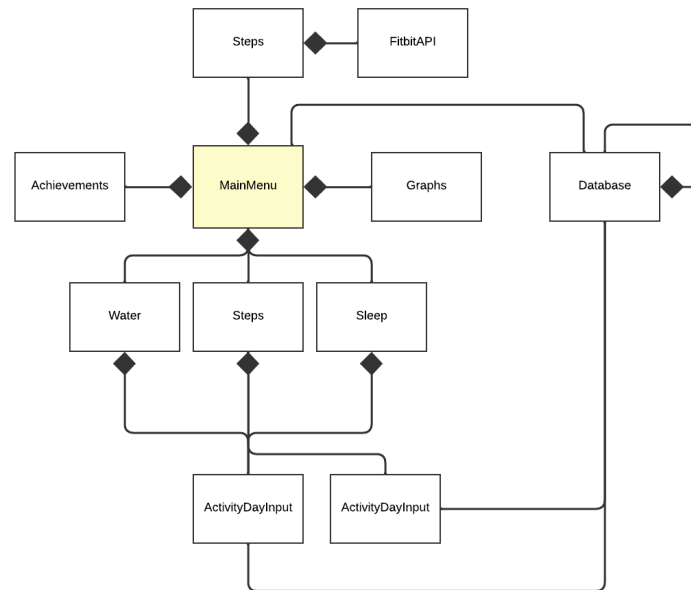 Steps
FitbitAPI
Achievements
MainMenu
Graphs
Database
Water
Steps
Sleep
ActivityDayInput
ActivityDayInput